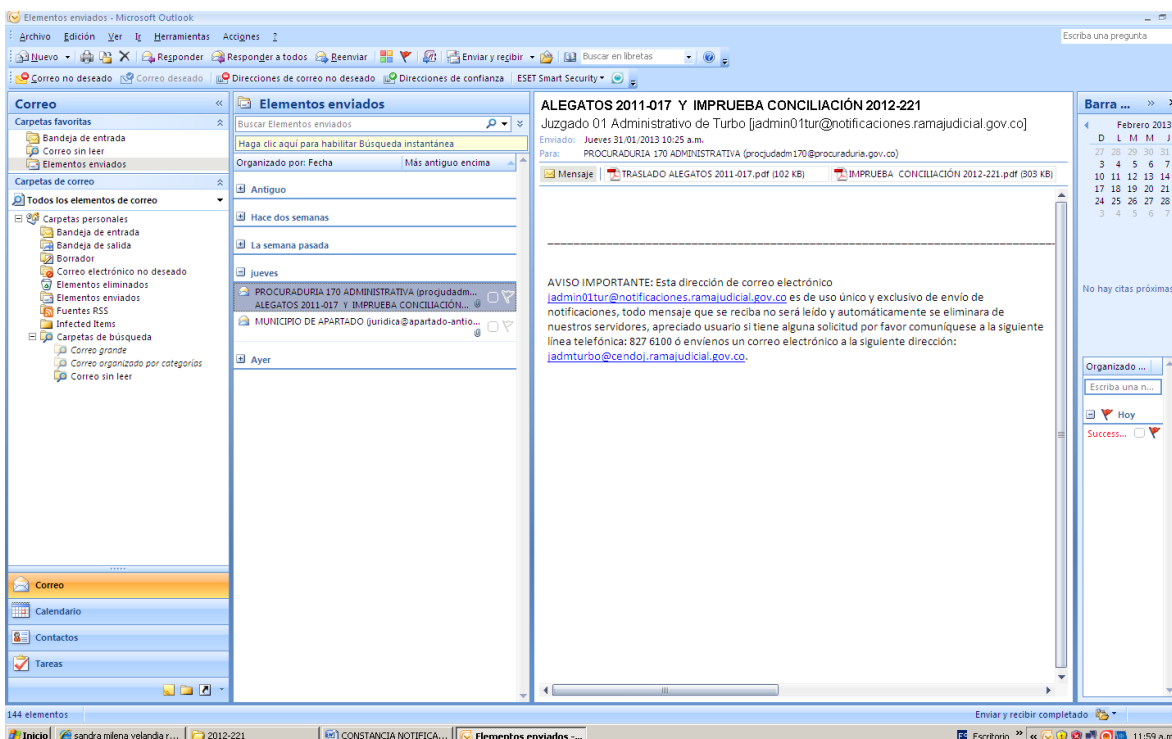 Elementos enviados - Microsoft Outlook
Archivo Edición Ver Ir Herramientas Acciones ?
Escriba una pregunta
Nuevo Responder Responder a todos Reenviar Enviar y recibir Buscar en libretas
Correo no deseado Correo deseado Direcciones de correo no deseado Direcciones de confianza ESET Smart Security
Correo
Carpetas favoritas
Bandeja de entrada
Correo sin leer
Elementos enviados
Carpetas de correo
Todos los elementos de correo
Carpetas personales
Bandeja de entrada
Bandeja de salida
Borrador
Correo electrónico no deseado
Elementos eliminados
Elementos enviados
Fuentes RSS
Infected Items
Carpetas de búsqueda
Correo grande
Correo organizado por categorías
Correo sin leer
Correo
Calendario
Contactos
Tareas
Elementos enviados
Buscar Elementos enviados
Haga clic aquí para habilitar Búsqueda instantánea
Organizado por: Fecha Más antiguo encima
Antiguo
Hace dos semanas
La semana pasada
jueves
PROCURADURIA 170 ADMINISTRATIVA (procjudadm...
ALEGATOS 2011-017 Y IMPRUEBA CONCILIACIÓN...
MUNICIPIO DE APARTADO (juridica@apartado-antio...
Ayer
ALEGATOS 2011-017 Y IMPRUEBA CONCILIACIÓN 2012-221
Juzgado 01 Administrativo de Turbo [jadmin01tur@notificaciones.ramajudicial.gov.co]
Enviado: Jueves 31/01/2013 10:25 a.m.
Para: PROCURADURIA 170 ADMINISTRATIVA (procjudadm170@procuraduria.gov.co)
Mensaje TRASLADO ALEGATOS 2011-017.pdf (102 KB) IMPRUEBA CONCILIACIÓN 2012-221.pdf (303 KB)
AVISO IMPORTANTE: Esta dirección de correo electrónico
jadmin01tur@notificaciones.ramajudicial.gov.co es de uso único y exclusivo de envío de
notificaciones, todo mensaje que se reciba no será leído y automáticamente se eliminara de
nuestros servidores, apreciado usuario si tiene alguna solicitud por favor comuníquese a la siguiente
línea telefónica: 827 6100 ó envíenos un correo electrónico a la siguiente dirección:
jadmturbo@cendoj.ramajudicial.gov.co.
Barra ...
Febrero 2013
D L M M J
27 28 29 30 31
3 4 5 6 7
10 11 12 13 14
17 18 19 20 21
24 25 26 27 28
3 4 5 6 7
No hay citas próximas
Organizado ...
Escriba una n...
Hoy
Success...
144 elementos
Enviar y recibir completado
Inicio sandra milena velandia r... 2012-221 CONSTANCIA NOTIFICA... Elementos enviados -... ES Escritorio 11:59 a.m.